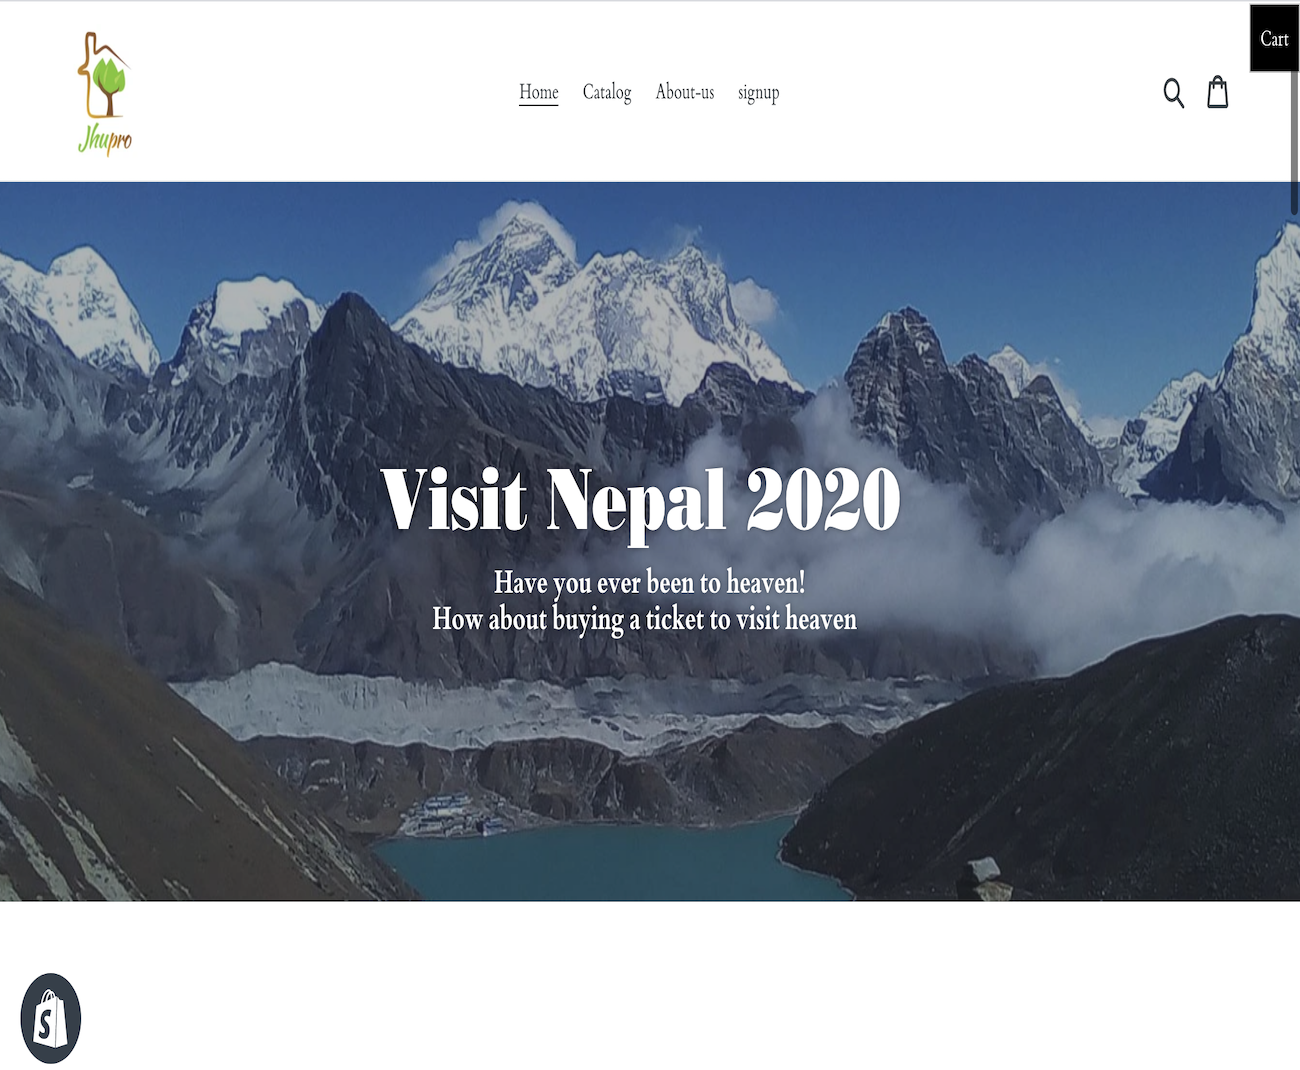 Cart
Jhupro
Home
Catalog
About-us
signup
Visit Nepal 2020
Have you ever been to heaven!
How about buying a ticket to visit heaven
S